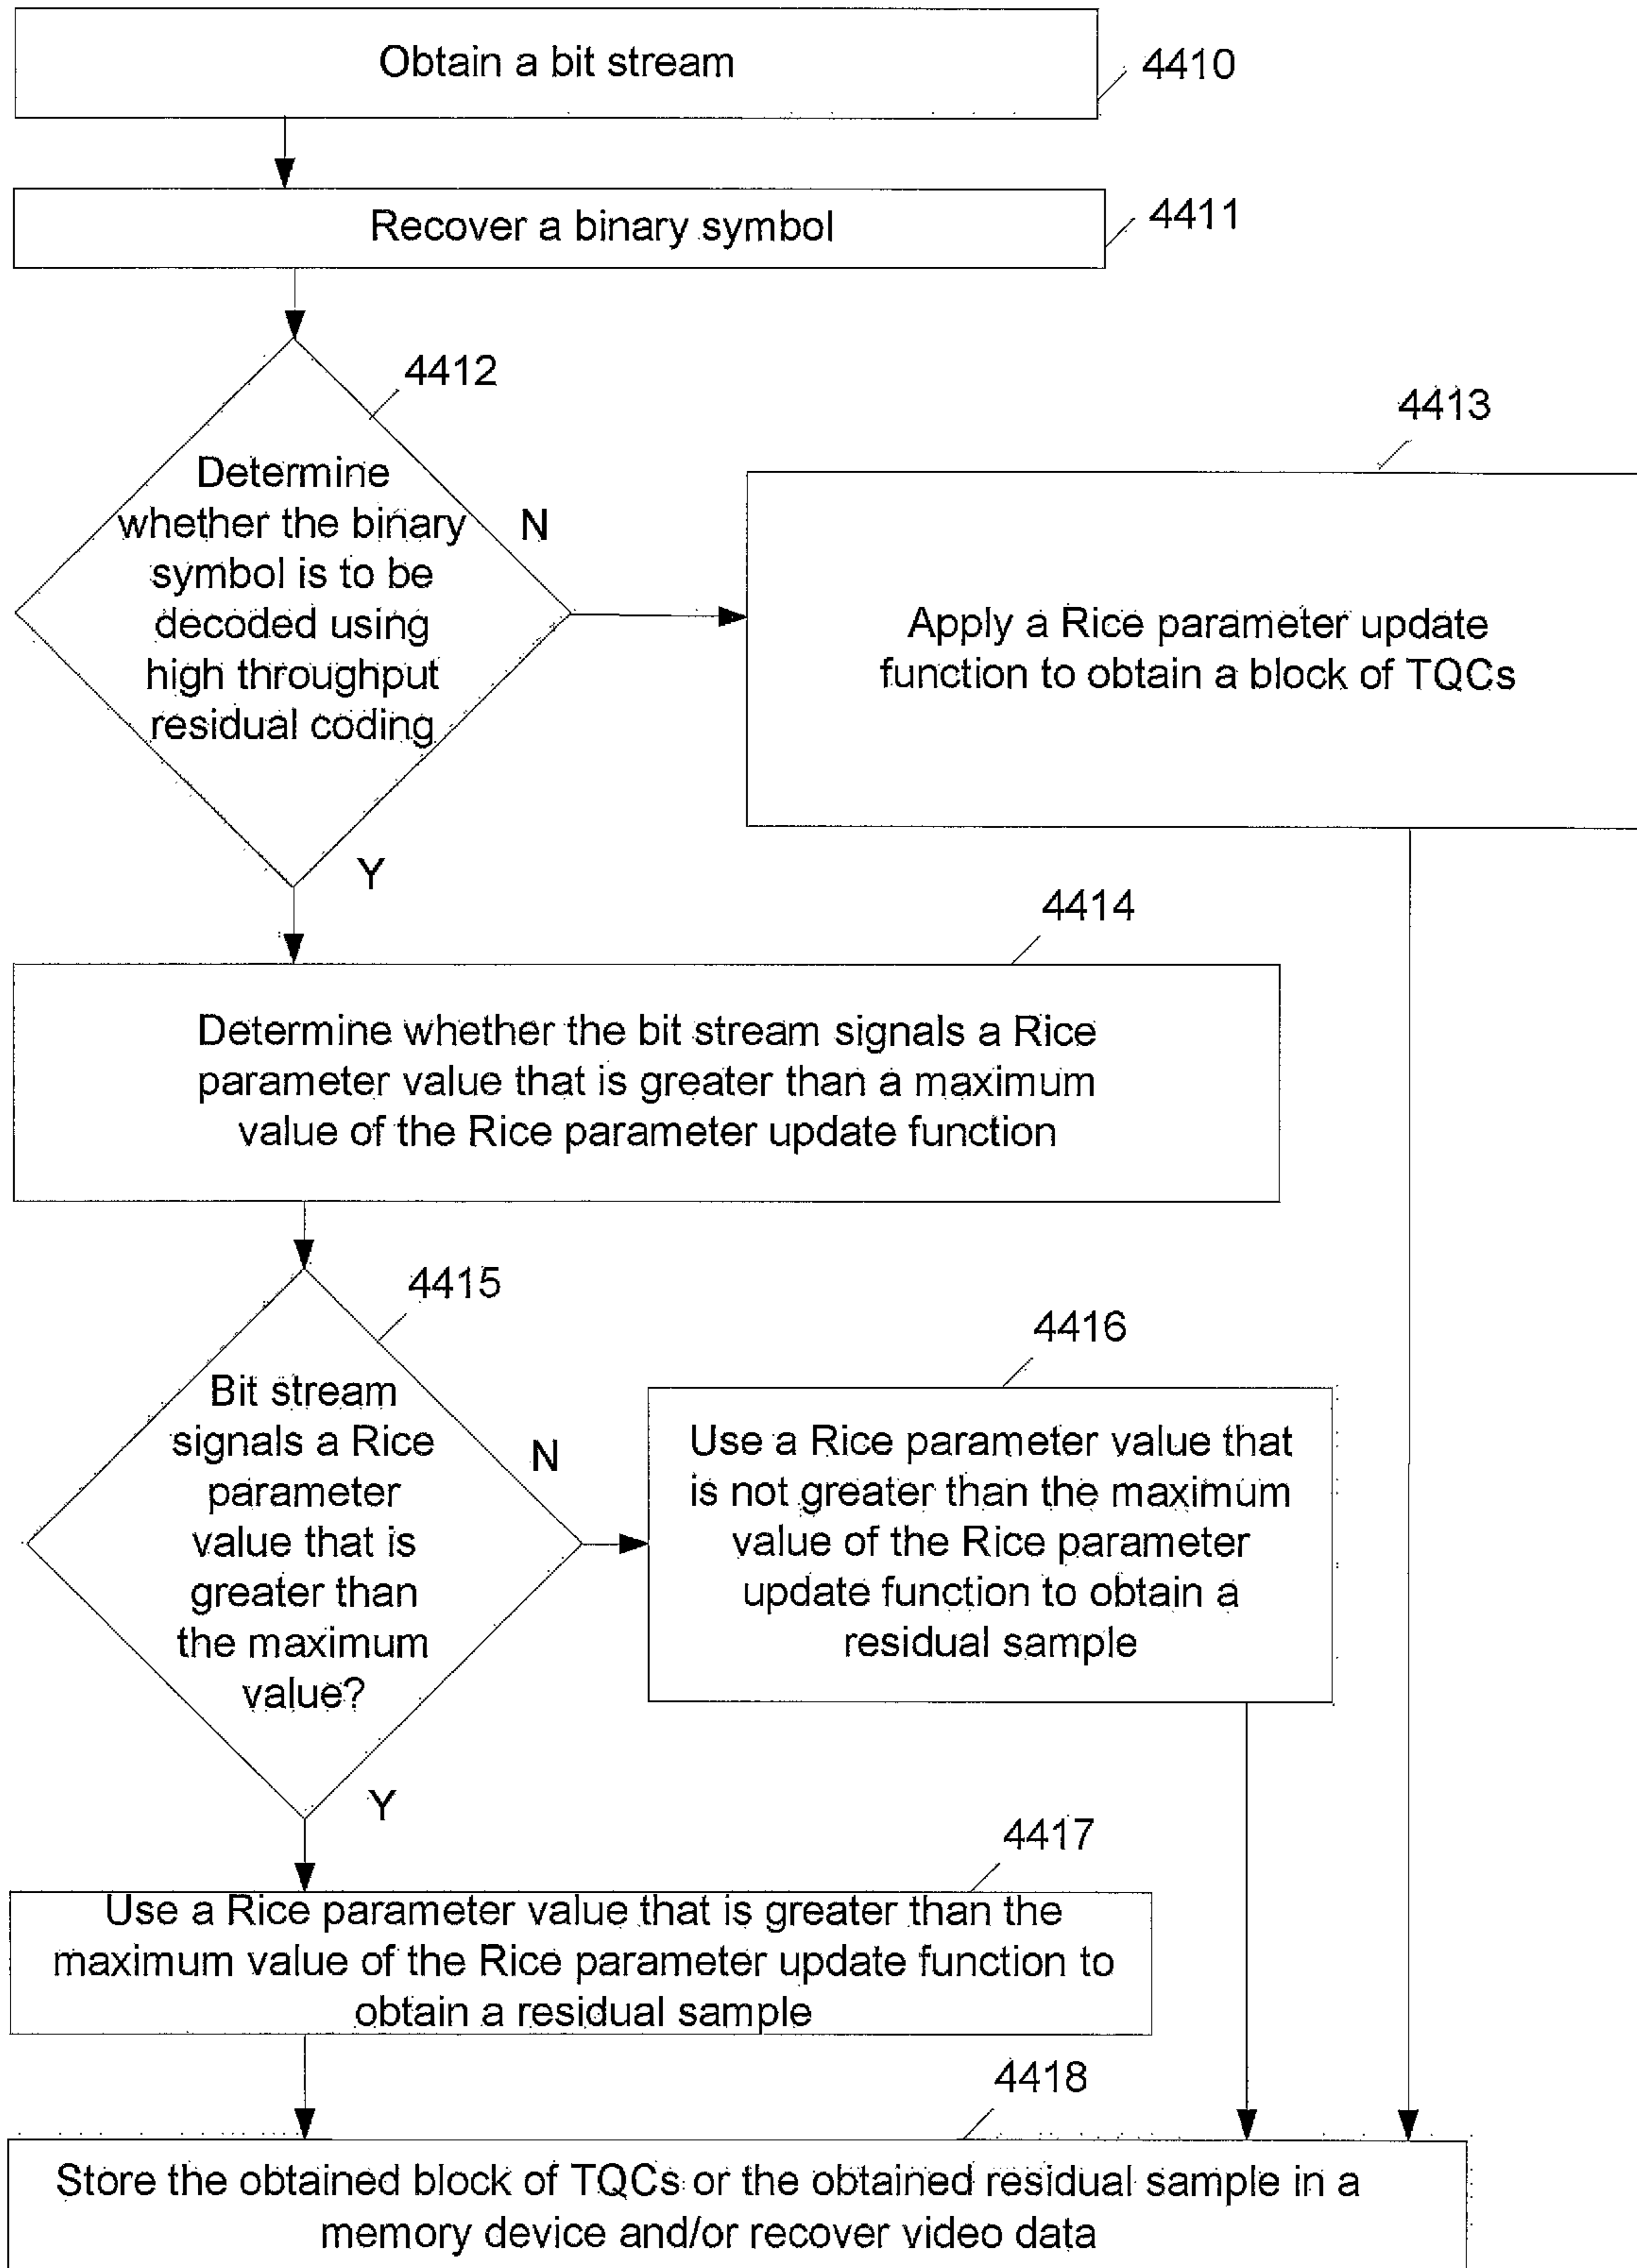 Obtain a bit stream
4410
Recover a binary symbol
4411
4412
Determine
whether the binary
symbol is to be
decoded using
high throughput
residual coding
N
Y
4413
Apply a Rice parameter update
function to obtain a block of TQCs
4414
Determine whether the bit stream signals a Rice
parameter value that is greater than a maximum
value of the Rice parameter update function
4415
Bit stream
signals a Rice
parameter
value that is
greater than
the maximum
value?
N
Y
4416
Use a Rice parameter value that
is not greater than the maximum
value of the Rice parameter
update function to obtain a
residual sample
4417
Use a Rice parameter value that is greater than the
maximum value of the Rice parameter update function to
obtain a residual sample
4418
Store the obtained block of TQCs or the obtained residual sample in a
memory device and/or recover video data